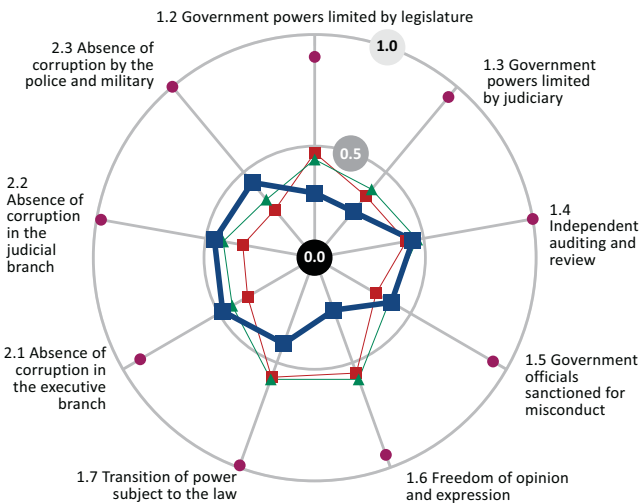 1.2 Government powers limited by legislature
1.0
1.3 Government
powers limited
by judiciary
0.5
1.4
Independent
auditing and
review
0.0
1.5 Government
officials
sanctioned for
misconduct
1.6 Freedom of opinion
and expression
1.7 Transition of power
subject to the law
2.1 Absence of
corruption in
the executive
branch
2.2
Absence of
corruption
in the
judicial
branch
2.3 Absence of
corruption by the
police and military